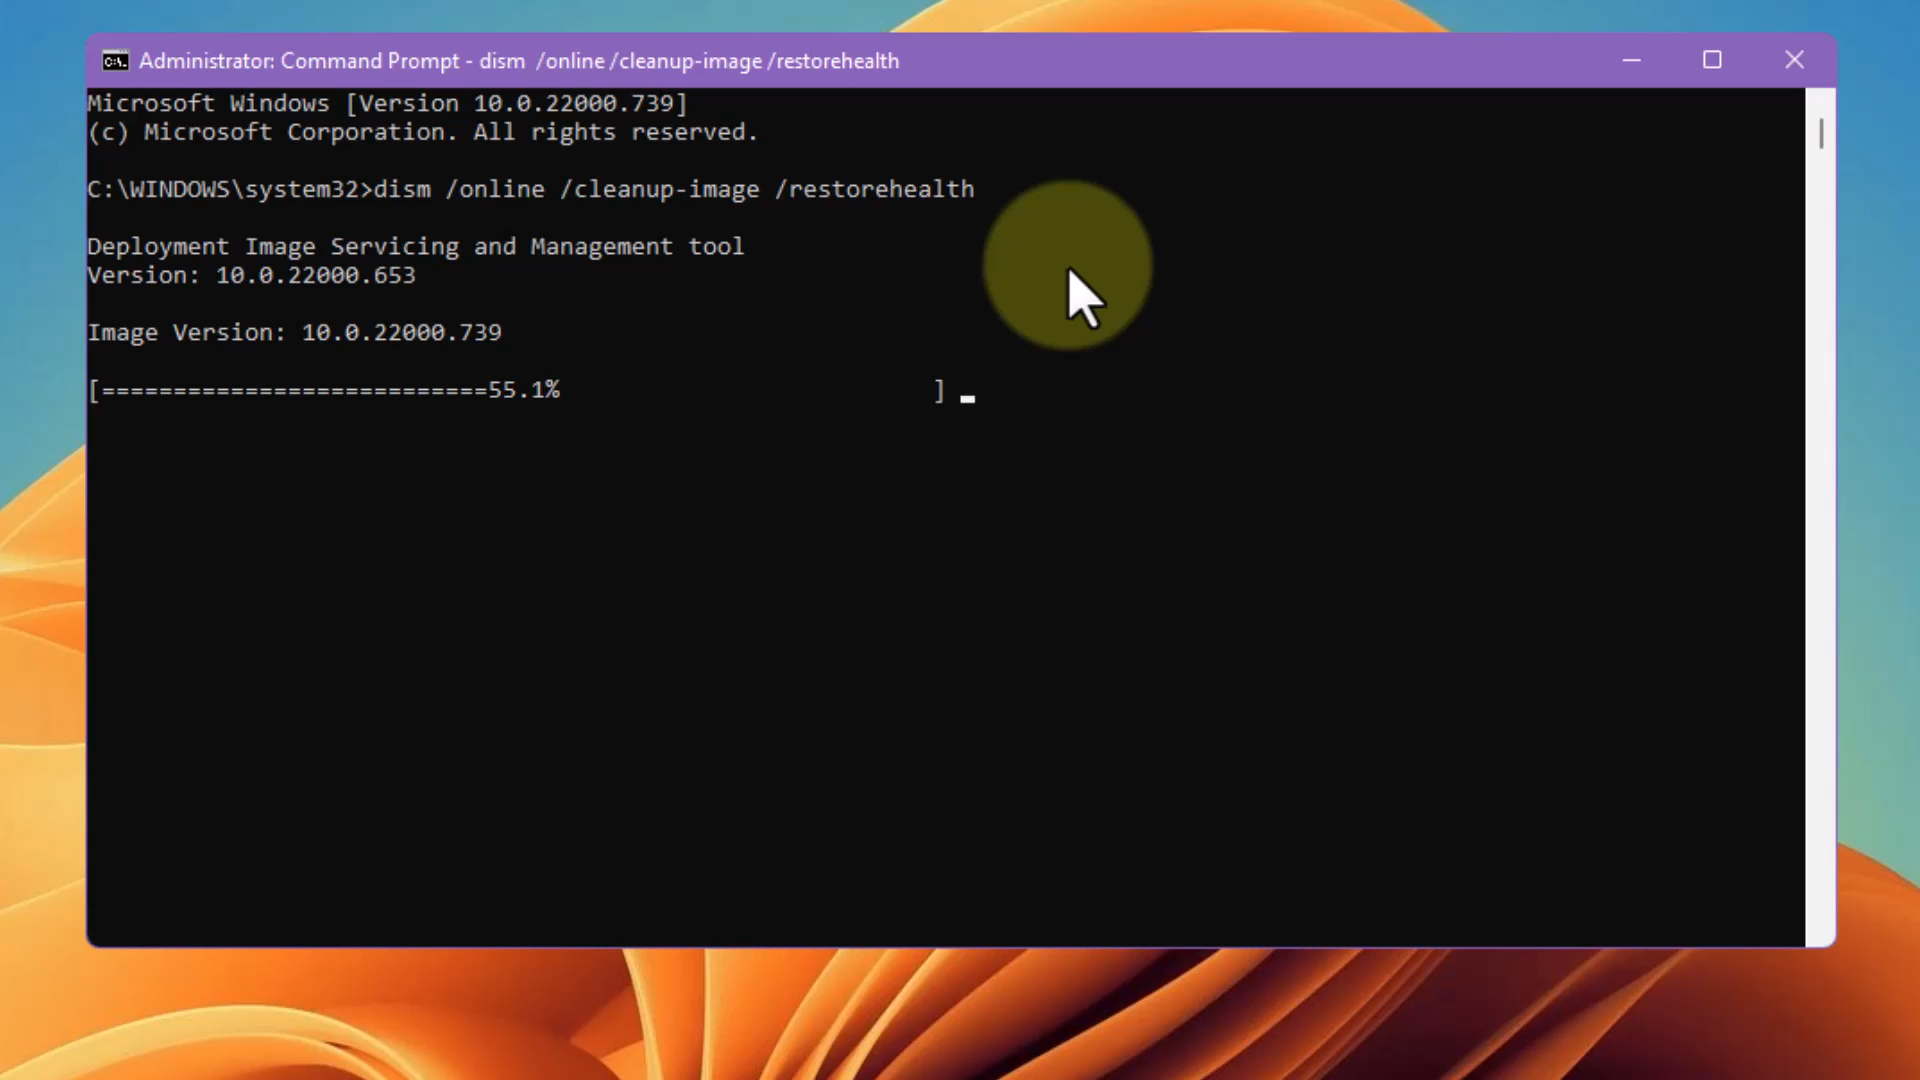 Administrator: Command Prompt - dism  /online /cleanup-image /restorehealth
Microsoft Windows [Version 10.0.22000.739]
(c) Microsoft Corporation. All rights reserved.
C:\WINDOWS\system32>dism /online /cleanup-image /restorehealth
Deployment Image Servicing and Management tool
Version: 10.0.22000.653
Image Version: 10.0.22000.739
[===========================55.1%                          ]